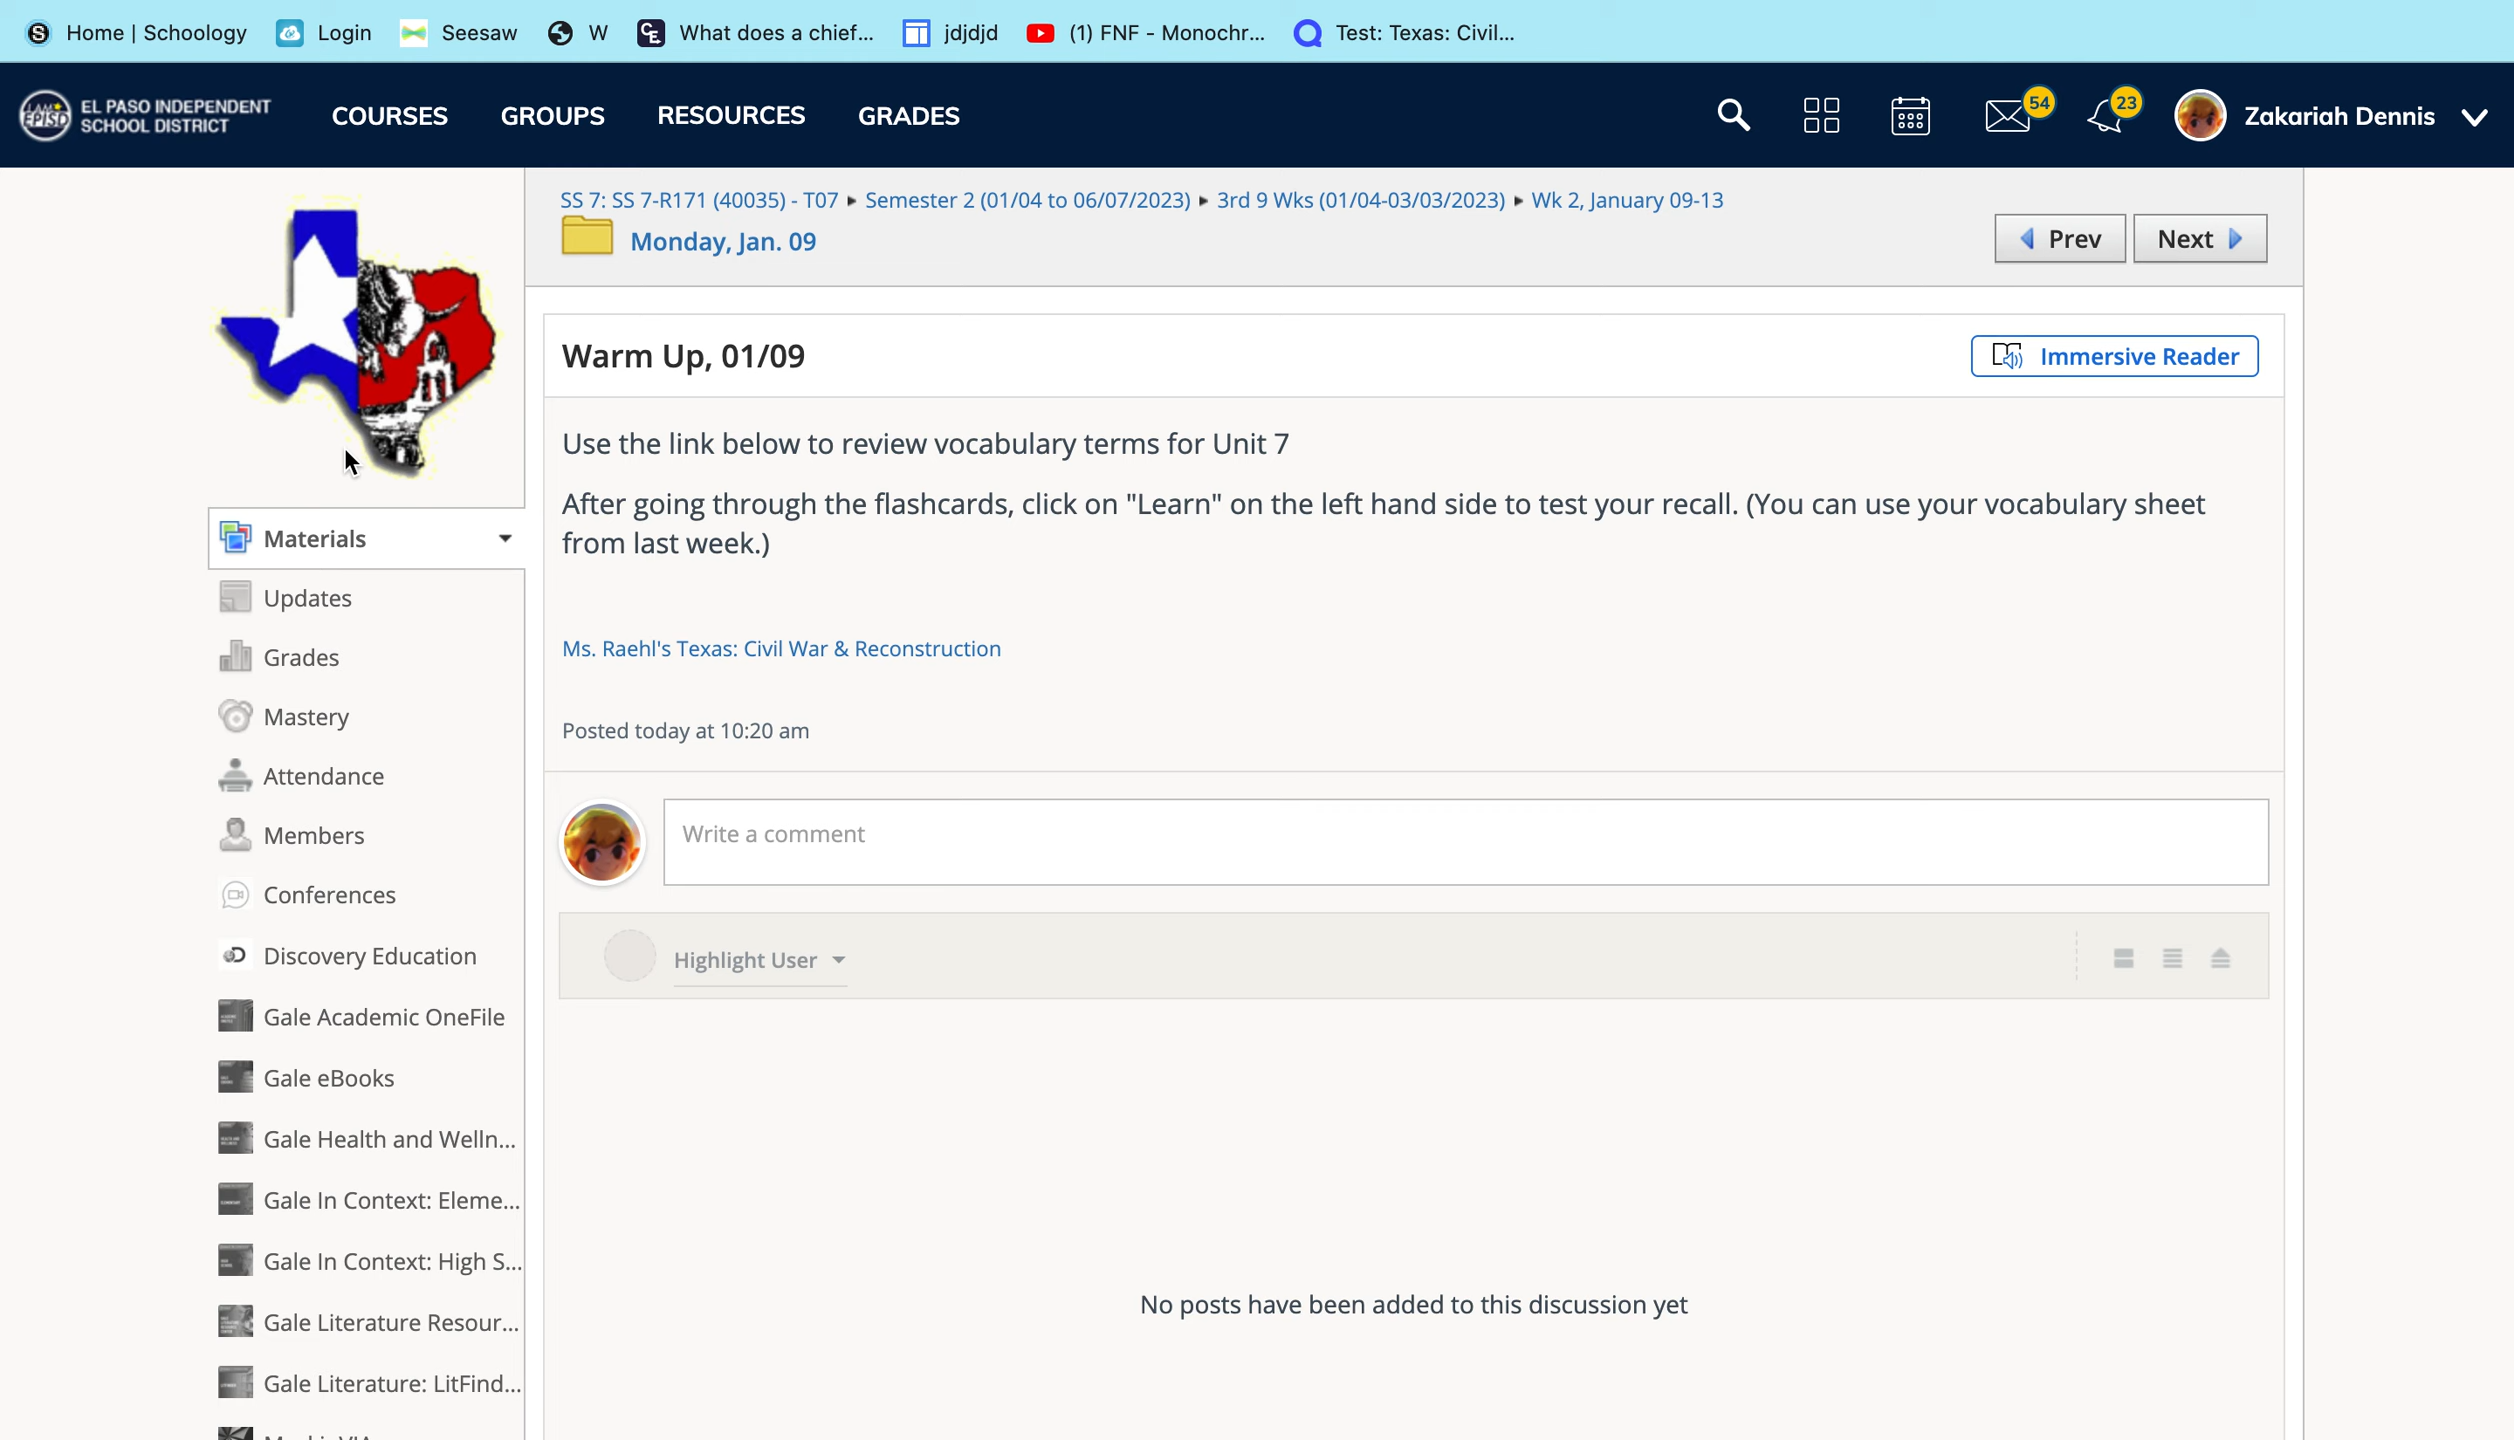 Home | Schoology Login Seesaw W What does a chief... jdjdjd (1) FNF - Monochr... Test: Texas: Civil...
EL PASO INDEPENDENT
SCHOOL DISTRICT
I AM
EPISD
COURSES GROUPS RESOURCES GRADES 54 23 Zakariah Dennis
SS 7: SS 7-R171 (40035) - T07 ▸ Semester 2 (01/04 to 06/07/2023) ▸ 3rd 9 Wks (01/04-03/03/2023) ▸ Wk 2, January 09-13
Monday, Jan. 09
Prev Next
Warm Up, 01/09
Immersive Reader
Use the link below to review vocabulary terms for Unit 7
After going through the flashcards, click on "Learn" on the left hand side to test your recall. (You can use your vocabulary sheet
from last week.)
Ms. Raehl's Texas: Civil War & Reconstruction
Posted today at 10:20 am
Write a comment
Highlight User
No posts have been added to this discussion yet
Materials
Updates
Grades
Mastery
Attendance
Members
Conferences
Discovery Education
Gale Academic OneFile
Gale eBooks
Gale Health and Welln...
Gale In Context: Eleme...
Gale In Context: High S...
Gale Literature Resour...
Gale Literature: LitFind...